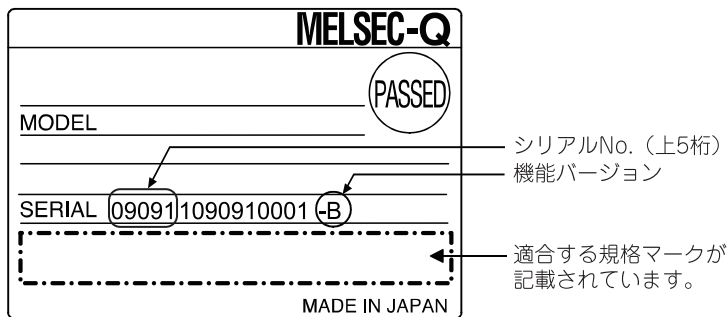 MELSEC-Q
PASSED
MODEL
シリアルNo.（上5桁）
機能バージョン
SERIAL 090911090910001 -B
適合する規格マークが
記載されています。
MADE IN JAPAN